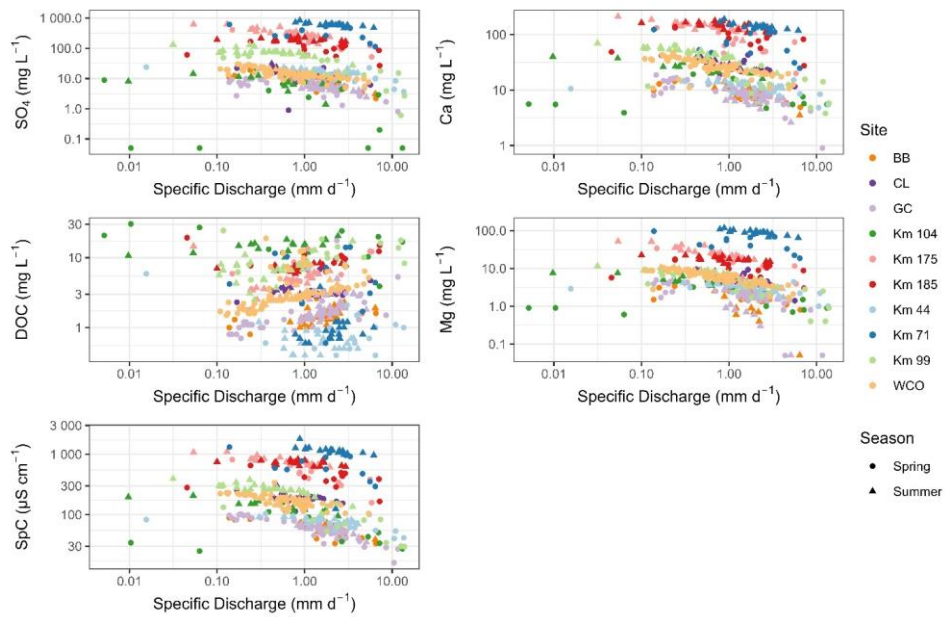 1 000.0
100.0
10.0
1.0
0.1
SO₄ (mg L⁻¹)
0.01 0.10 1.00 10.00
Specific Discharge (mm d⁻¹)
100
10
1
Ca (mg L⁻¹)
0.01 0.10 1.00 10.00
Specific Discharge (mm d⁻¹)
30
10
3
1
DOC (mg L⁻¹)
0.01 0.10 1.00 10.00
Specific Discharge (mm d⁻¹)
100.0
10.0
1.0
0.1
Mg (mg L⁻¹)
0.01 0.10 1.00 10.00
Specific Discharge (mm d⁻¹)
3 000
1 000
300
100
30
SpC (µS cm⁻¹)
0.01 0.10 1.00 10.00
Specific Discharge (mm d⁻¹)
Site
BB
CL
GC
Km 104
Km 175
Km 185
Km 44
Km 71
Km 99
WCO
Season
Spring
Summer